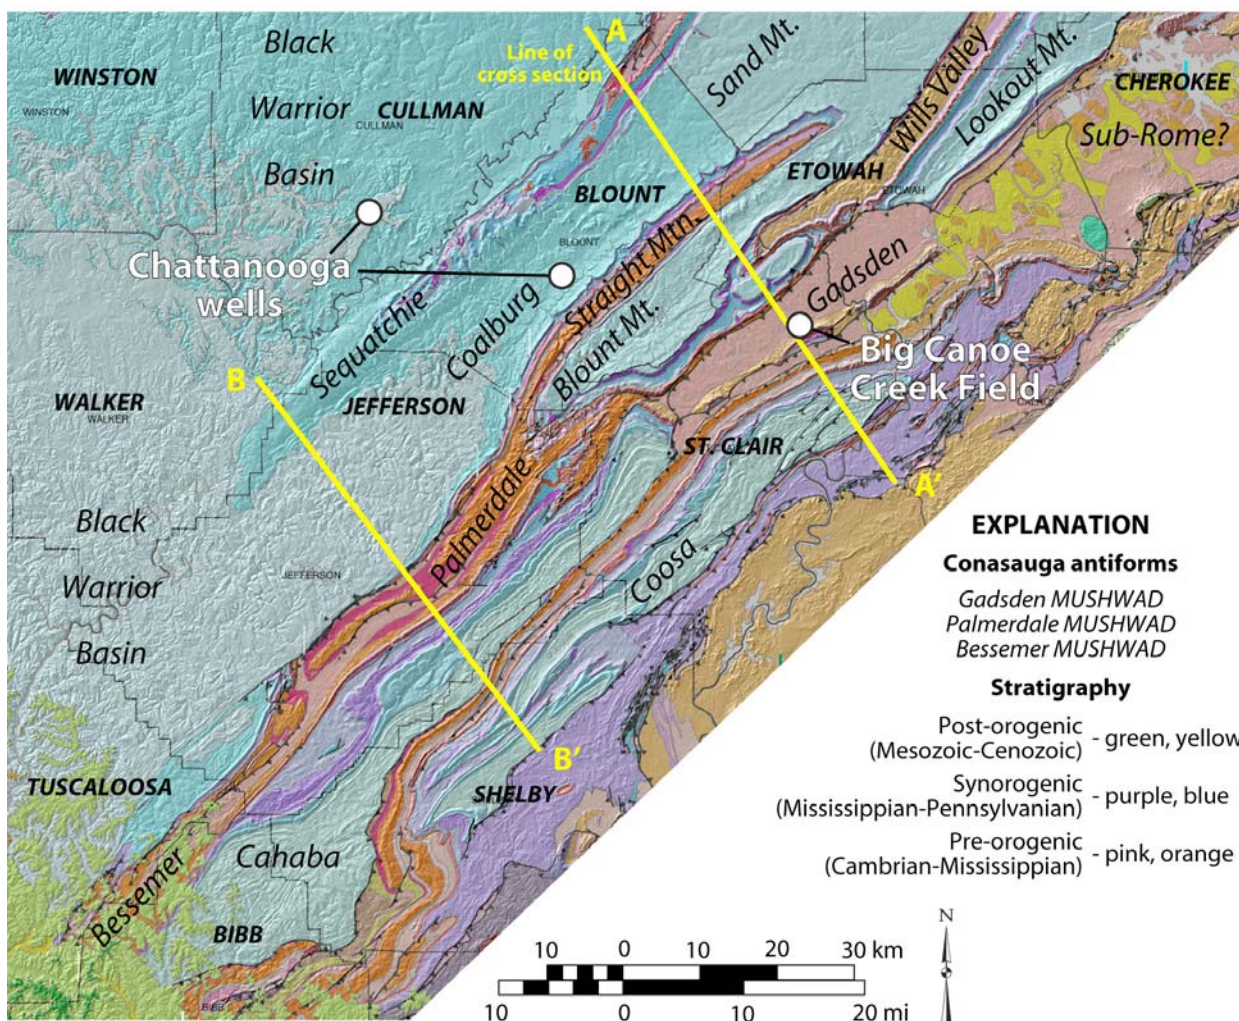 A
Line of
cross section
Black
Warrior
Basin
WINSTON
WINSTON
CULLMAN
CULLMAN
Sand Mt.
Wills Valley
Lookout Mt.
CHEROKEE
Sub-Rome?
ETOWAH
ETOWAH
BLOUNT
BLOUNT
Chattanooga
wells
Sequatchie
Coalburg
Straight Mtn.
Blount Mt.
Gadsden
Big Canoe
Creek Field
B
WALKER
WALKER
JEFFERSON
JEFFERSON
ST. CLAIR
A'
Palmerdale
Coosa
Black
Warrior
Basin
B'
TUSCALOOSA
SHELBY
Cahaba
Bessemer
BIBB
BIBB
EXPLANATION
Conasauga antiforms
Gadsden MUSHWAD
Palmerdale MUSHWAD
Bessemer MUSHWAD
Stratigraphy
Post-orogenic
(Mesozoic-Cenozoic) - green, yellow
Synorogenic
(Mississippian-Pennsylvanian) - purple, blue
Pre-orogenic
(Cambrian-Mississippian) - pink, orange
N
10 0 10 20 30 km
10 0 10 20 mi